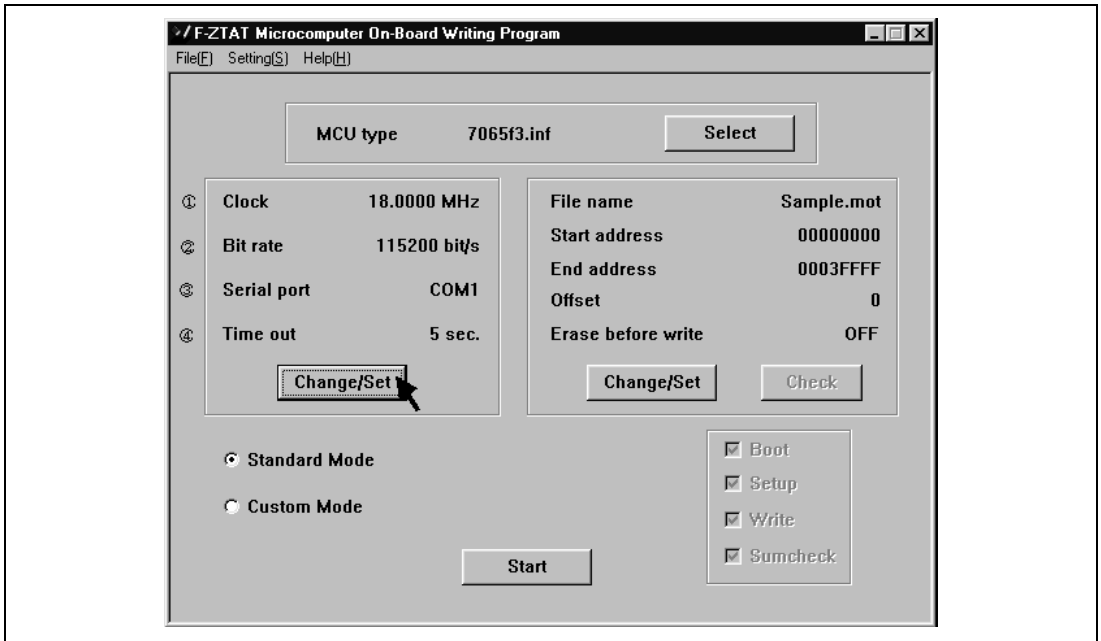 F-ZTAT Microcomputer On-Board Writing Program
File(F) Setting(S) Help(H)
MCU type 7065f3.inf Select
① Clock 18.0000 MHz
② Bit rate 115200 bit/s
③ Serial port COM1
④ Time out 5 sec.
Change/Set
File name Sample.mot
Start address 00000000
End address 0003FFFF
Offset 0
Erase before write OFF
Change/Set Check
Standard Mode
Custom Mode
Boot
Setup
Write
Sumcheck
Start